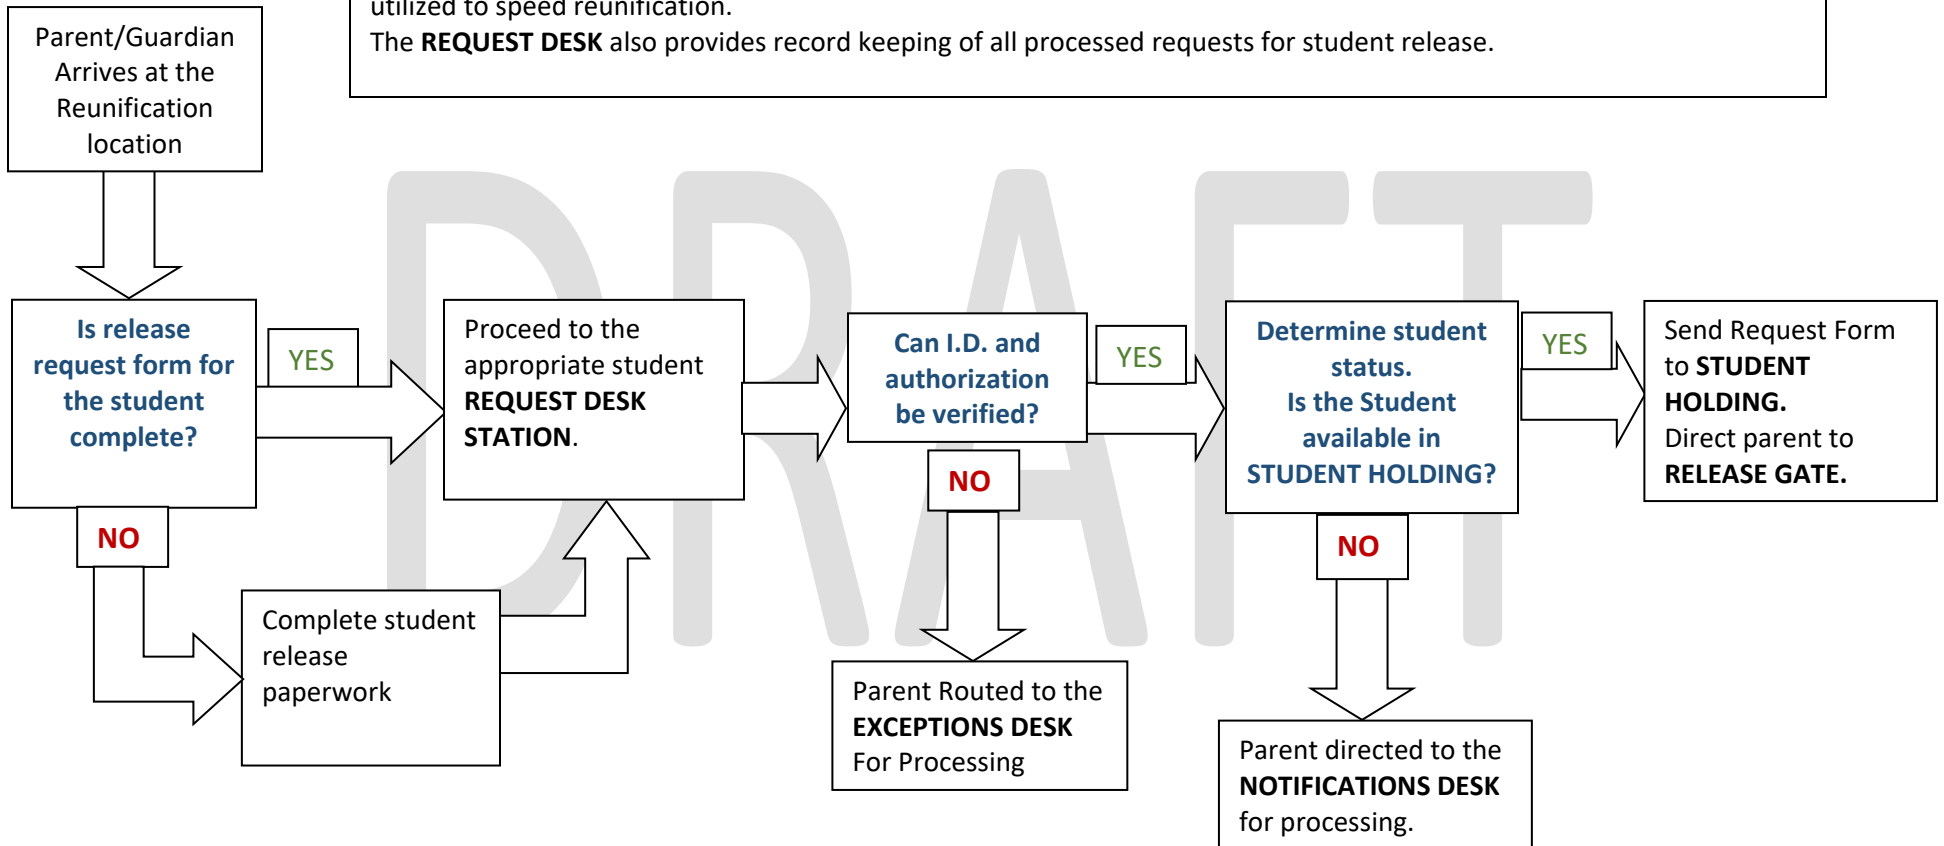 utilized to speed reunification.
The REQUEST DESK also provides record keeping of all processed requests for student release.
Parent/Guardian
Arrives at the
Reunification
location
DRAFT
Is release
request form for
the student
complete?
YES
Proceed to the
appropriate student
REQUEST DESK
STATION.
Can I.D. and
authorization
be verified?
YES
Determine student
status.
Is the Student
available in
STUDENT HOLDING?
YES
Send Request Form
to STUDENT
HOLDING.
Direct parent to
RELEASE GATE.
NO
NO
NO
Complete student
release
paperwork
Parent Routed to the
EXCEPTIONS DESK
For Processing
Parent directed to the
NOTIFICATIONS DESK
for processing.